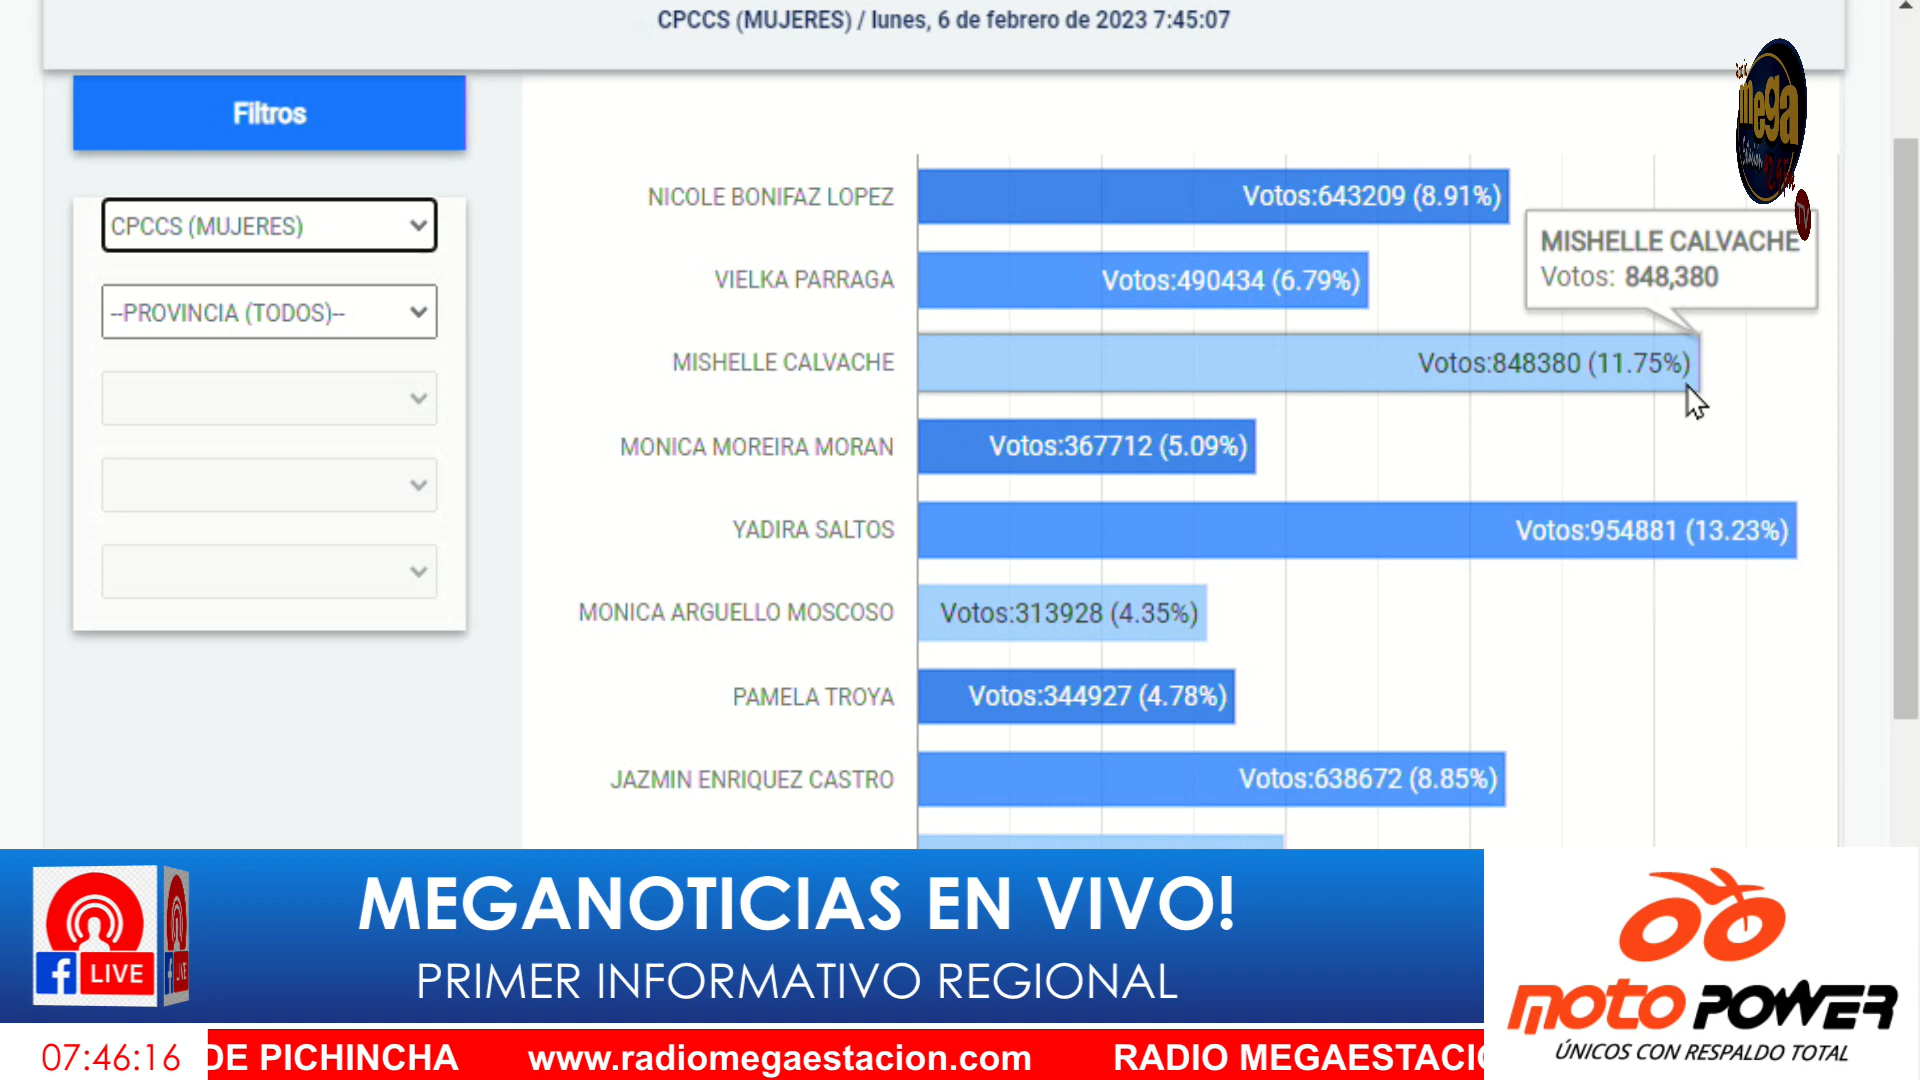 CPCCS (MUJERES) / lunes, 6 de febrero de 2023 7:45:07
Filtros
CPCCS (MUJERES)
--PROVINCIA (TODOS)--
NICOLE BONIFAZ LOPEZ Votos:643209 (8.91%)
VIELKA PARRAGA Votos:490434 (6.79%)
MISHELLE CALVACHE Votos:848380 (11.75%)
MONICA MOREIRA MORAN Votos:367712 (5.09%)
YADIRA SALTOS Votos:954881 (13.23%)
MONICA ARGUELLO MOSCOSO Votos:313928 (4.35%)
PAMELA TROYA Votos:344927 (4.78%)
JAZMIN ENRIQUEZ CASTRO Votos:638672 (8.85%)
MISHELLE CALVACHE
Votos: 848,380
mega
TV
LIVE
MEGANOTICIAS EN VIVO!
PRIMER INFORMATIVO REGIONAL
moto POWER
ÚNICOS CON RESPALDO TOTAL
07:46:16 DE PICHINCHA www.radiomegaestacion.com RADIO MEGAESTACI